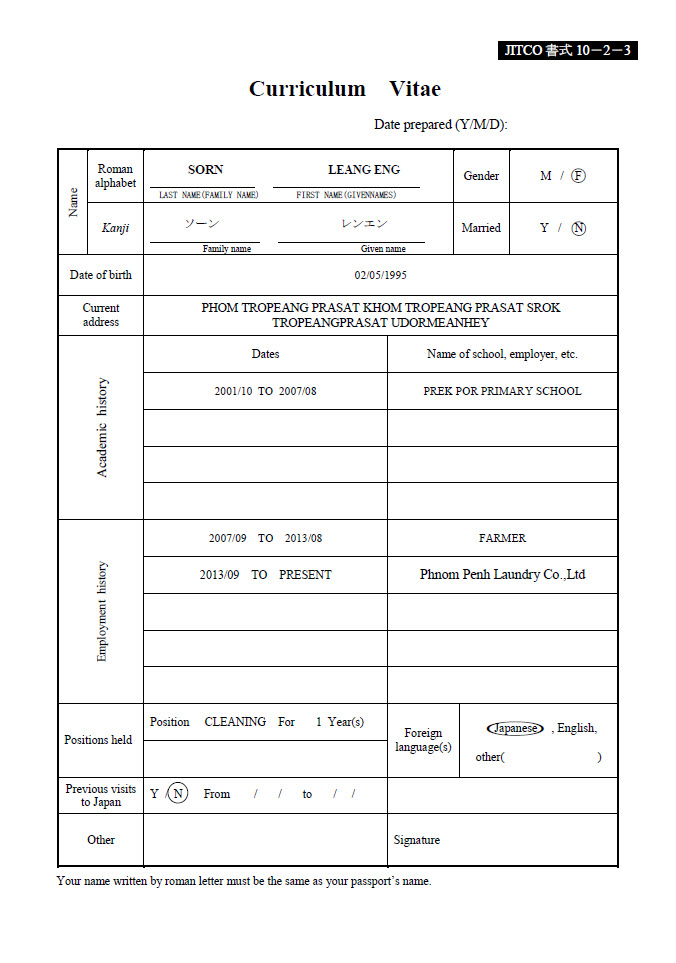 JITCO 書式 10－2－3
Curriculum Vitae
Date prepared (Y/M/D):
Name
Roman alphabet
SORN LEANG ENG
LAST NAME(FAMILY NAME) FIRST NAME(GIVENNAMES)
Gender
M / F
Kanji
ソーン レンエン
Family name Given name
Married
Y / N
Date of birth
02/05/1995
Current address
PHOM TROPEANG PRASAT KHOM TROPEANG PRASAT SROK
TROPEANGPRASAT UDORMEANHEY
Academic history
Dates
Name of school, employer, etc.
2001/10 TO 2007/08
PREK POR PRIMARY SCHOOL
Employment history
2007/09 TO 2013/08
FARMER
2013/09 TO PRESENT
Phnom Penh Laundry Co.,Ltd
Positions held
Position CLEANING For 1 Year(s)
Foreign language(s)
Japanese , English,
other( )
Previous visits to Japan
Y / N From / / to / /
Other
Signature
Your name written by roman letter must be the same as your passport’s name.